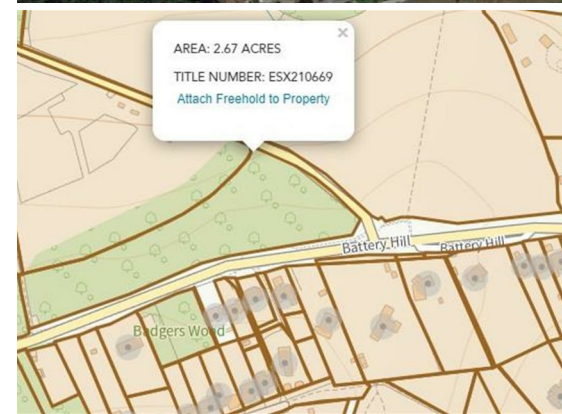 ×
AREA: 2.67 ACRES
TITLE NUMBER: ESX210669
Attach Freehold to Property
Battery Hill
Battery Hill
Badgers Wood